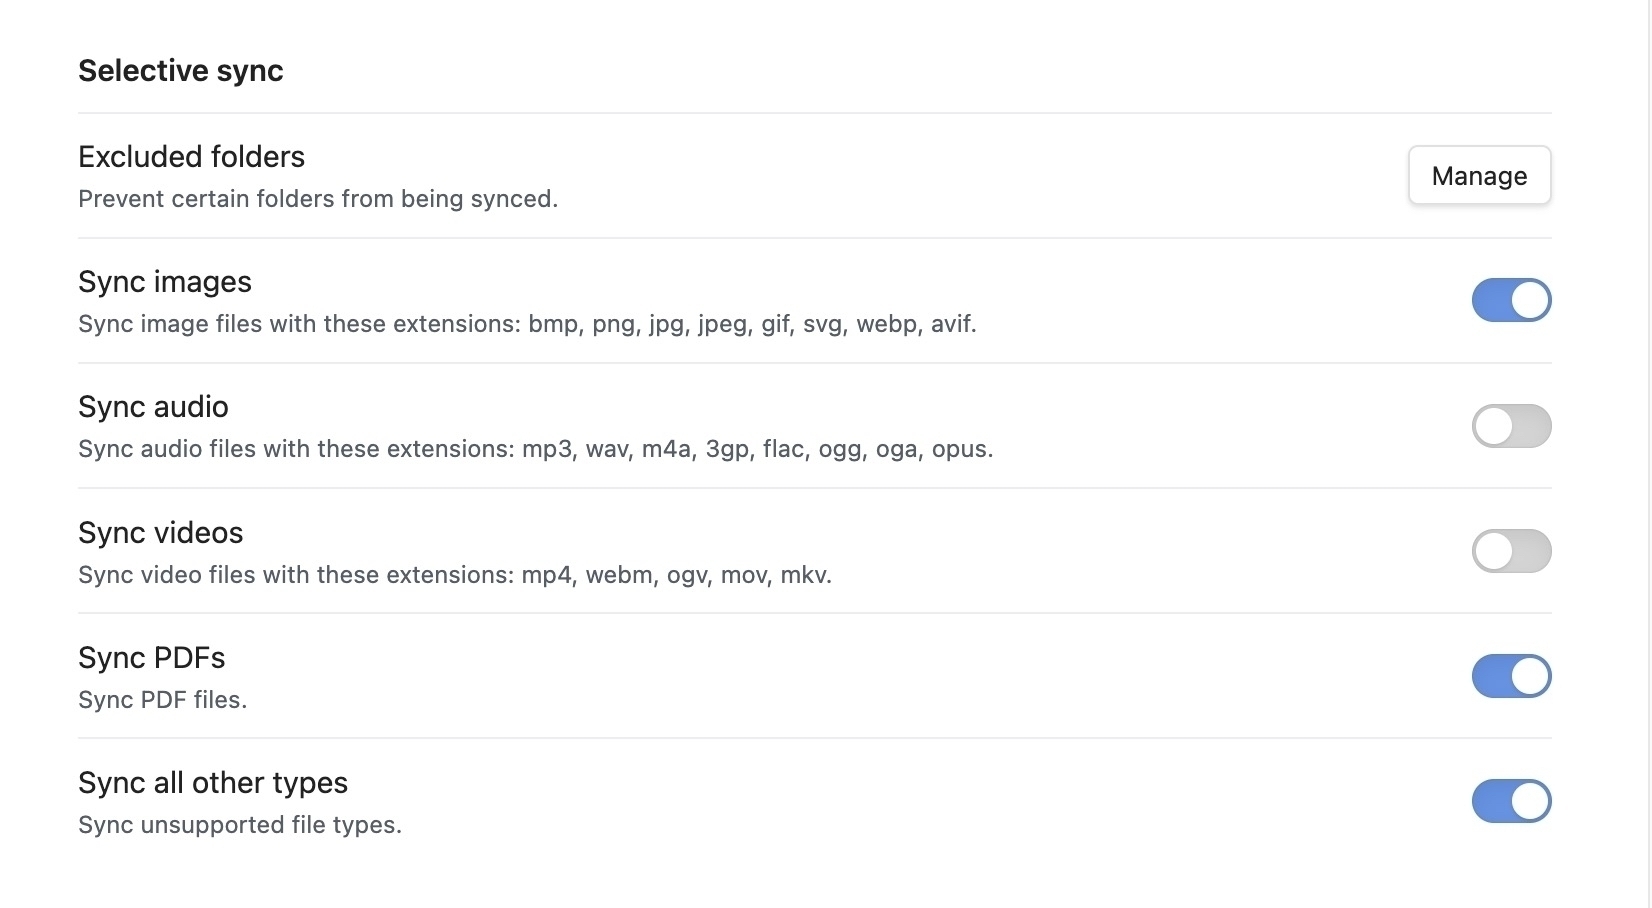 Selective sync
Excluded folders
Prevent certain folders from being synced.
Manage
Sync images
Sync image files with these extensions: bmp, png, jpg, jpeg, gif, svg, webp, avif.
Sync audio
Sync audio files with these extensions: mp3, wav, m4a, 3gp, flac, ogg, oga, opus.
Sync videos
Sync video files with these extensions: mp4, webm, ogv, mov, mkv.
Sync PDFs
Sync PDF files.
Sync all other types
Sync unsupported file types.